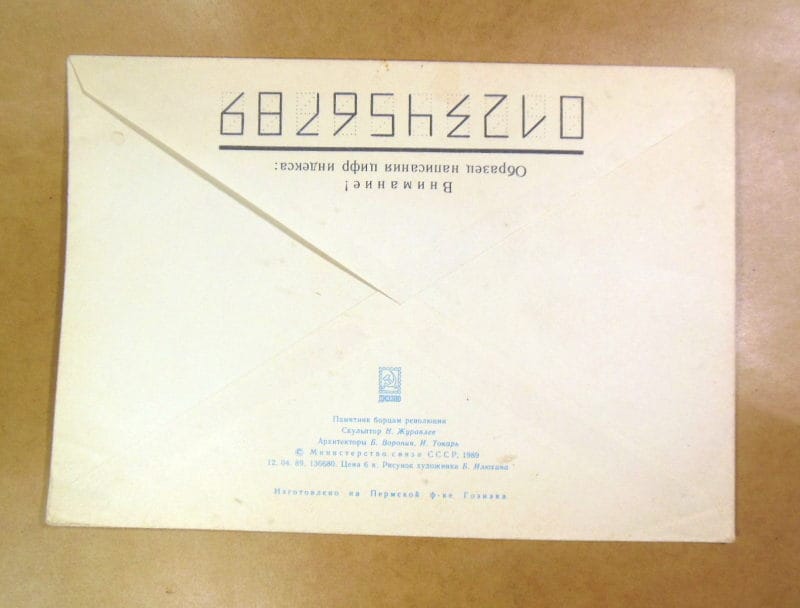 Внимание!
Образец написания цифр индекса:
0123456789
Памятник борцам революции
Скульптор Н. Журавлев
Архитекторы Б. Воронин, И. Токарь
© Министерство связи СССР, 1989
12. 04. 89. 136680. Цена 6 к. Рисунок художника Б. Илюхина
Изготовлено на Пермской ф-ке Гознака